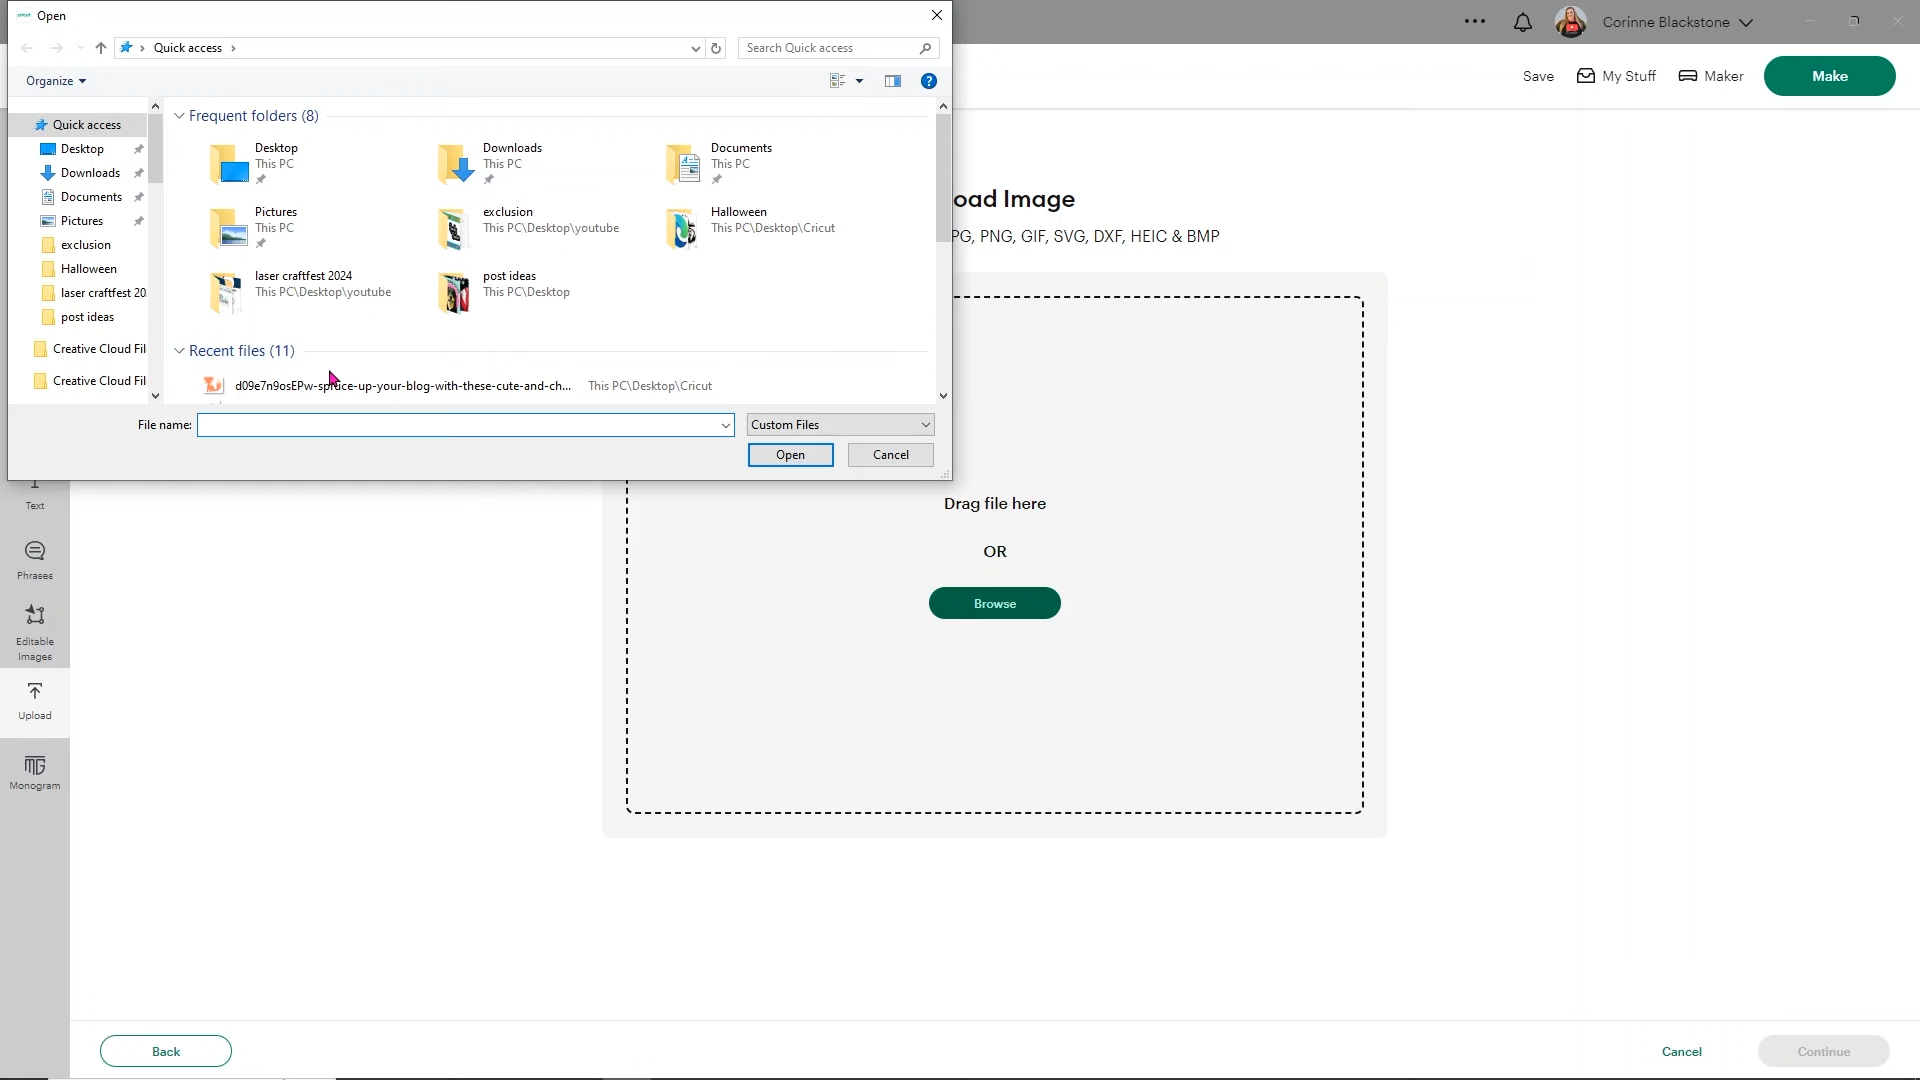 cricut Open
Corinne Blackstone
Quick access
Search Quick access
Organize
Save My Stuff Maker Make
Quick access
Desktop
Downloads
Documents
Pictures
exclusion
Halloween
laser craftfest 20
post ideas
Creative Cloud Fil
Creative Cloud Fil
Frequent folders (8)
Desktop
This PC
Downloads
This PC
Documents
This PC
Pictures
This PC
exclusion
This PC\Desktop\youtube
Halloween
This PC\Desktop\Cricut
laser craftfest 2024
This PC\Desktop\youtube
post ideas
This PC\Desktop
Recent files (11)
d09e7n9osEPw-spruce-up-your-blog-with-these-cute-and-ch... This PC\Desktop\Cricut
File name:
Custom Files
Open Cancel
oad Image
PG, PNG, GIF, SVG, DXF, HEIC & BMP
Drag file here
OR
Browse
Text
Phrases
Editable
Images
Upload
Monogram
Back
Cancel
Continue